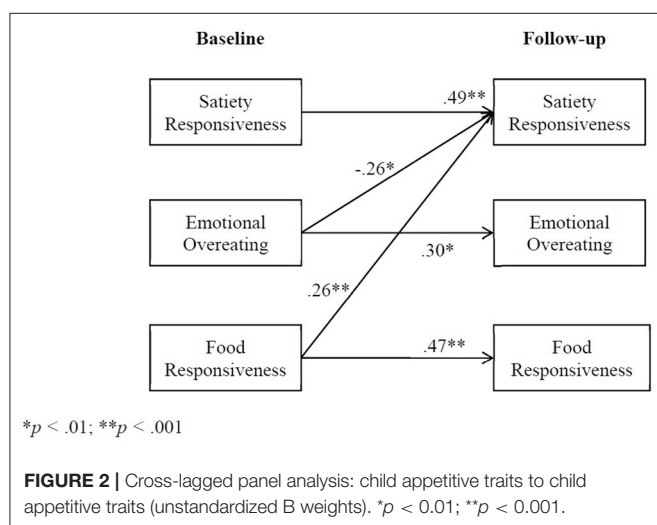 Baseline Follow-up
Satiety
Responsiveness
.49**
Satiety
Responsiveness
-.26*
Emotional
Overeating
.30*
Emotional
Overeating
.26**
Food
Responsiveness
.47**
Food
Responsiveness
*p < .01; **p < .001
FIGURE 2 | Cross-lagged panel analysis: child appetitive traits to child
appetitive traits (unstandardized B weights). *p < 0.01; **p < 0.001.